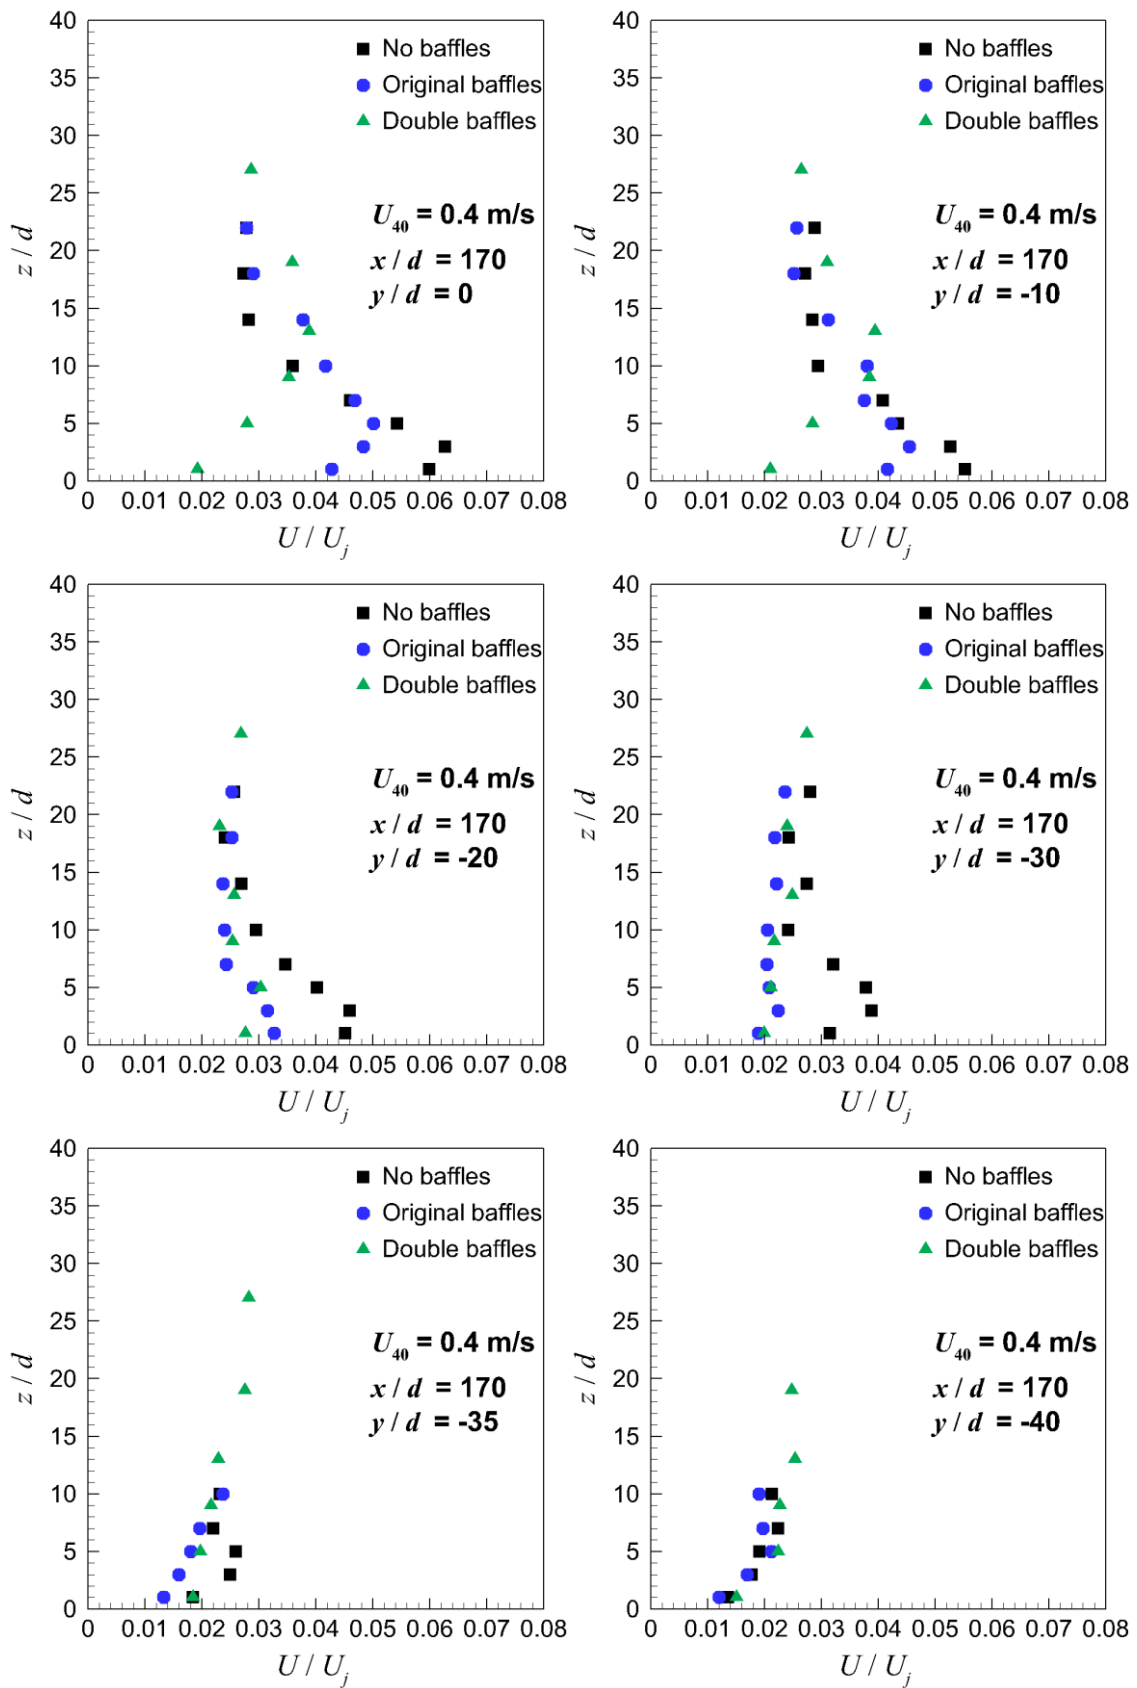 40
35
30
25
20
15
10
5
0
z / d
No baffles
Original baffles
Double baffles
U40 = 0.4 m/s
x / d = 170
y / d = 0
0 0.01 0.02 0.03 0.04 0.05 0.06 0.07 0.08
U / Uj
40
35
30
25
20
15
10
5
0
z / d
No baffles
Original baffles
Double baffles
U40 = 0.4 m/s
x / d = 170
y / d = -10
0 0.01 0.02 0.03 0.04 0.05 0.06 0.07 0.08
U / Uj
40
35
30
25
20
15
10
5
0
z / d
No baffles
Original baffles
Double baffles
U40 = 0.4 m/s
x / d = 170
y / d = -20
0 0.01 0.02 0.03 0.04 0.05 0.06 0.07 0.08
U / Uj
40
35
30
25
20
15
10
5
0
z / d
No baffles
Original baffles
Double baffles
U40 = 0.4 m/s
x / d = 170
y / d = -30
0 0.01 0.02 0.03 0.04 0.05 0.06 0.07 0.08
U / Uj
40
35
30
25
20
15
10
5
0
z / d
No baffles
Original baffles
Double baffles
U40 = 0.4 m/s
x / d = 170
y / d = -35
0 0.01 0.02 0.03 0.04 0.05 0.06 0.07 0.08
U / Uj
40
35
30
25
20
15
10
5
0
z / d
No baffles
Original baffles
Double baffles
U40 = 0.4 m/s
x / d = 170
y / d = -40
0 0.01 0.02 0.03 0.04 0.05 0.06 0.07 0.08
U / Uj